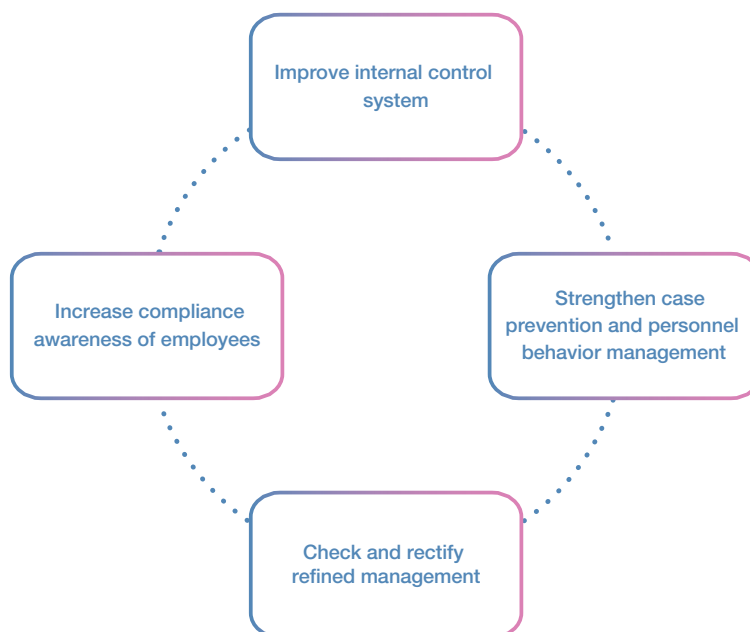 Improve internal control
system
Increase compliance
awareness of employees
Strengthen case
prevention and personnel
behavior management
Check and rectify
refined management